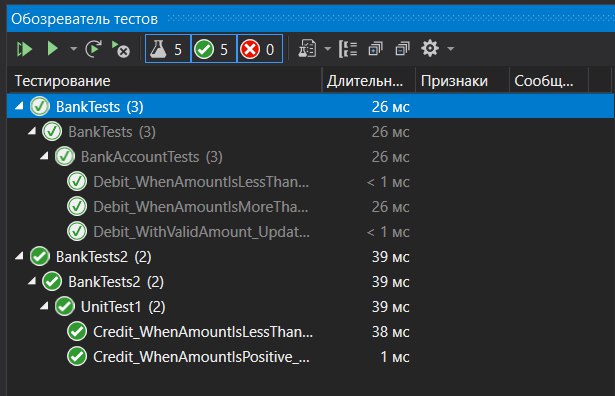 Обозреватель тестов
5 5 0
Тестирование Длительн... Признаки Сообщ...
BankTests (3) 26 мс
BankTests (3) 26 мс
BankAccountTests (3) 26 мс
Debit_WhenAmountIsLessThan... < 1 мс
Debit_WhenAmountIsMoreTha... 26 мс
Debit_WithValidAmount_Updat... < 1 мс
BankTests2 (2) 39 мс
BankTests2 (2) 39 мс
UnitTest1 (2) 39 мс
Credit_WhenAmountIsLessThan... 38 мс
Credit_WhenAmountIsPositive_... 1 мс